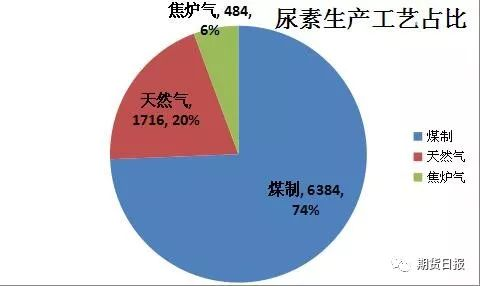 尿素生产工艺占比
焦炉气, 484,
6%
天然气,
1716, 20%
煤制, 6384,
74%
煤制
天然气
焦炉气
期货日报